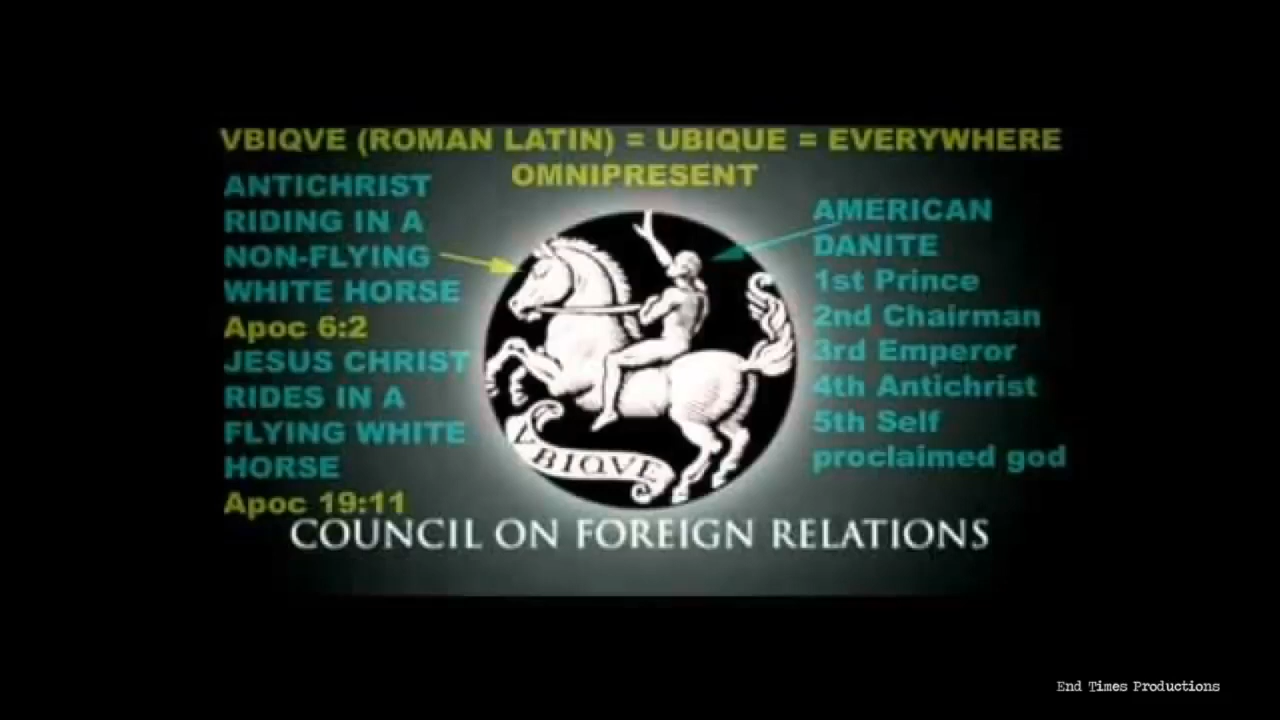 VBIQVE (ROMAN LATIN) = UBIQUE = EVERYWHERE
OMNIPRESENT
ANTICHRIST
RIDING IN A
NON-FLYING
WHITE HORSE
Apoc 6:2
JESUS CHRIST
RIDES IN A
FLYING WHITE
HORSE
Apoc 19:11
AMERICAN
DANITE
1st Prince
2nd Chairman
3rd Emperor
4th Antichrist
5th Self
proclaimed god
VBIQVE
COUNCIL ON FOREIGN RELATIONS
End Times Productions